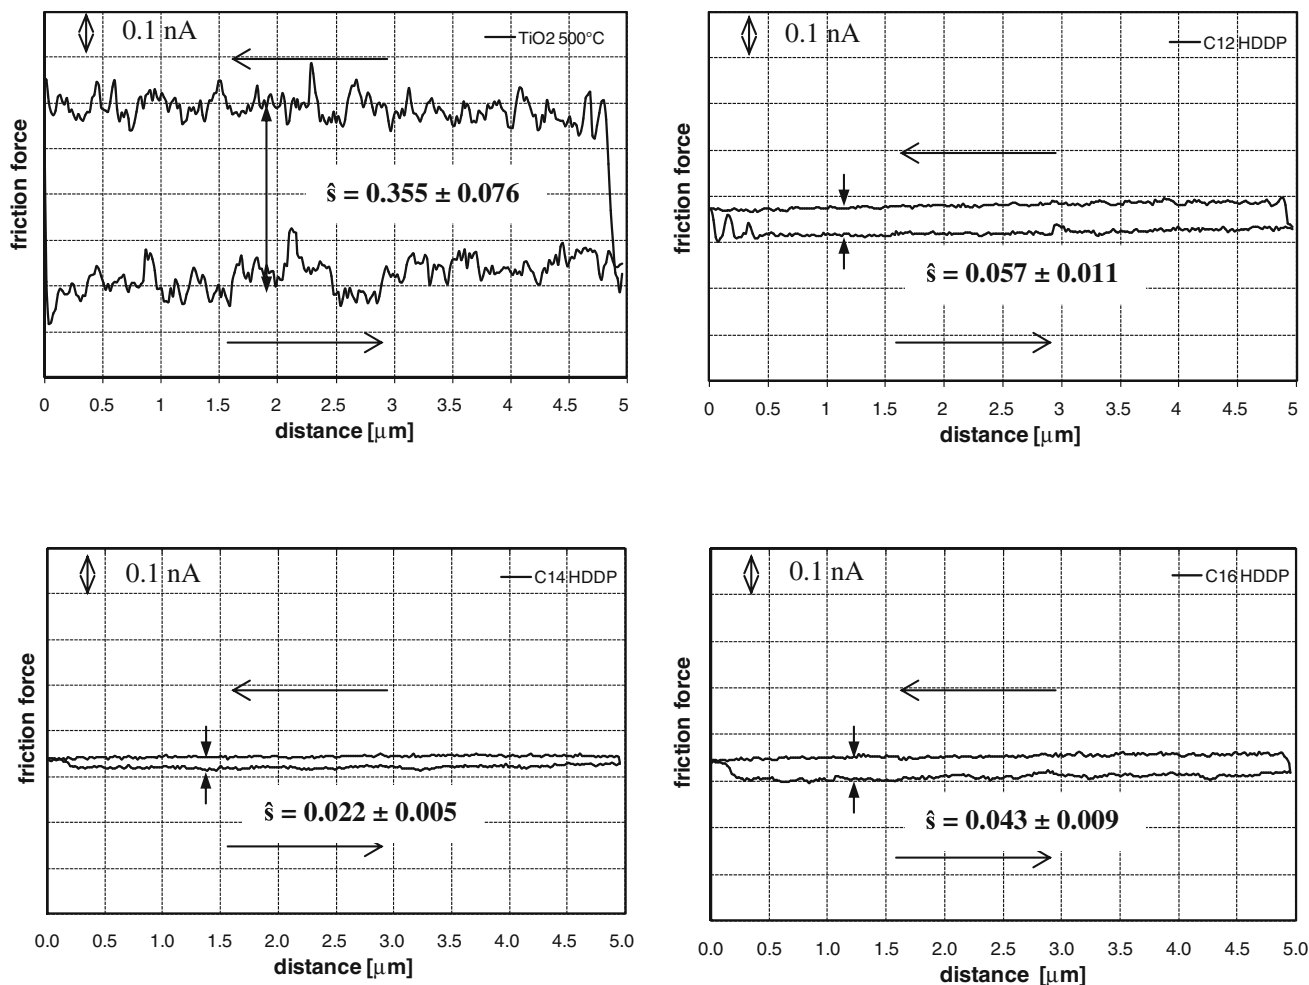 0.1 nA
TiO2 500°C
friction force
ŝ = 0.355 ± 0.076
0 0.5 1 1.5 2 2.5 3 3.5 4 4.5 5
distance [μm]
0.1 nA
C12 HDDP
friction force
ŝ = 0.057 ± 0.011
0 0.5 1 1.5 2 2.5 3 3.5 4 4.5 5
distance [μm]
0.1 nA
C14 HDDP
friction force
ŝ = 0.022 ± 0.005
0.0 0.5 1.0 1.5 2.0 2.5 3.0 3.5 4.0 4.5 5.0
distance [μm]
0.1 nA
C16 HDDP
friction force
ŝ = 0.043 ± 0.009
0.0 0.5 1.0 1.5 2.0 2.5 3.0 3.5 4.0 4.5 5.0
distance [μm]